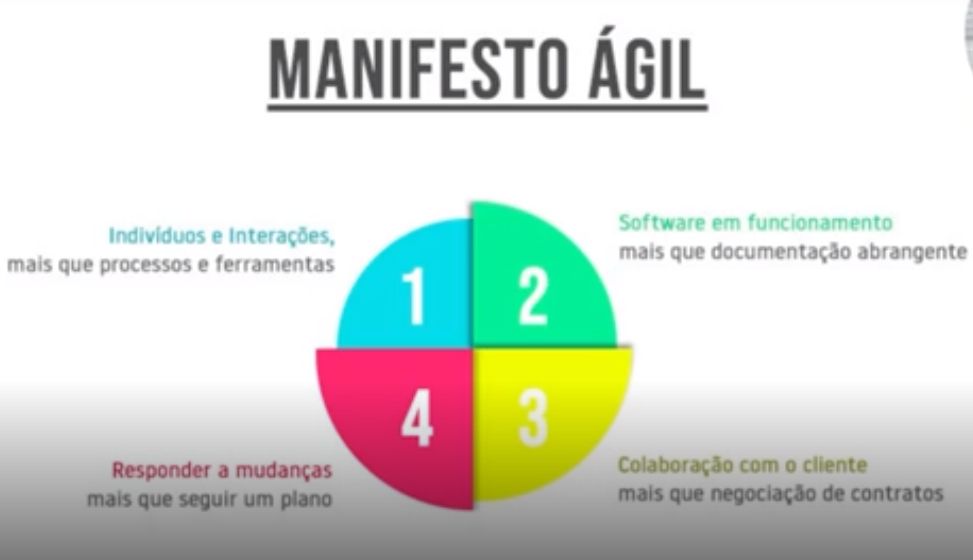 MANIFESTO ÁGIL
Indivíduos e Interações,
mais que processos e ferramentas
1
2
Software em funcionamento
mais que documentação abrangente
4
3
Responder a mudanças
mais que seguir um plano
Colaboração com o cliente
mais que negociação de contratos